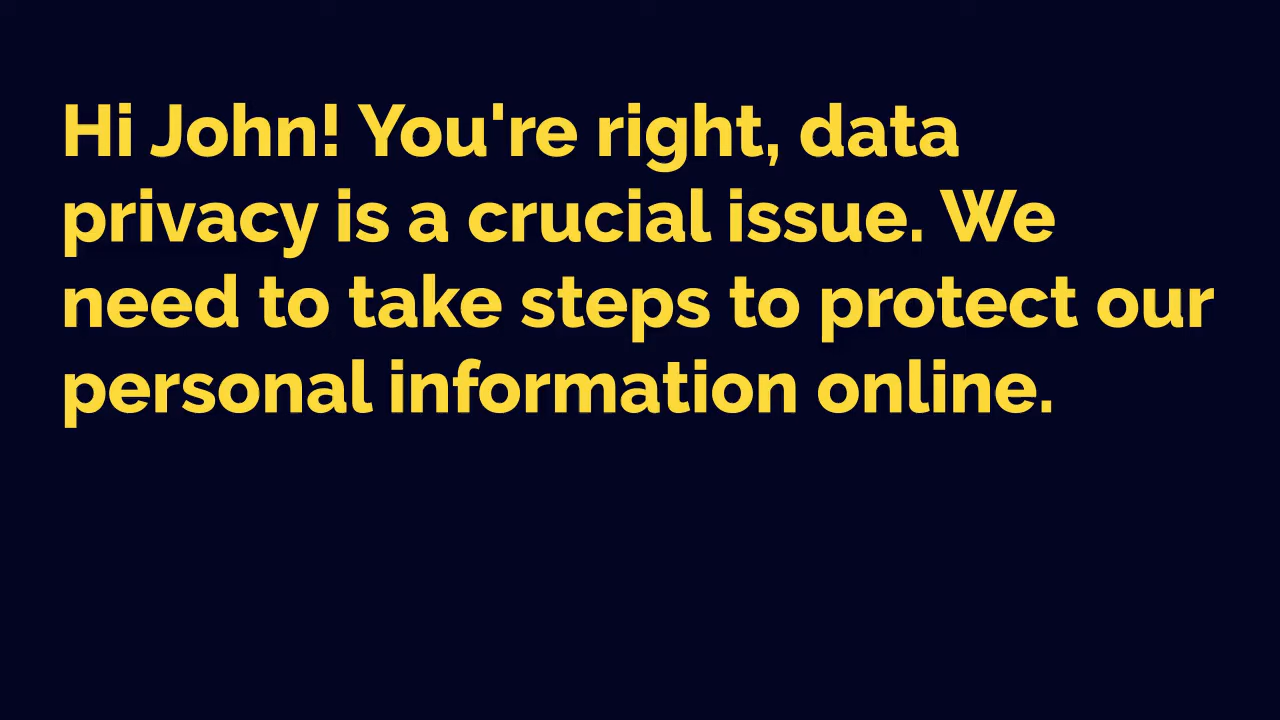 Hi John! You're right, data
privacy is a crucial issue. We
need to take steps to protect our
personal information online.